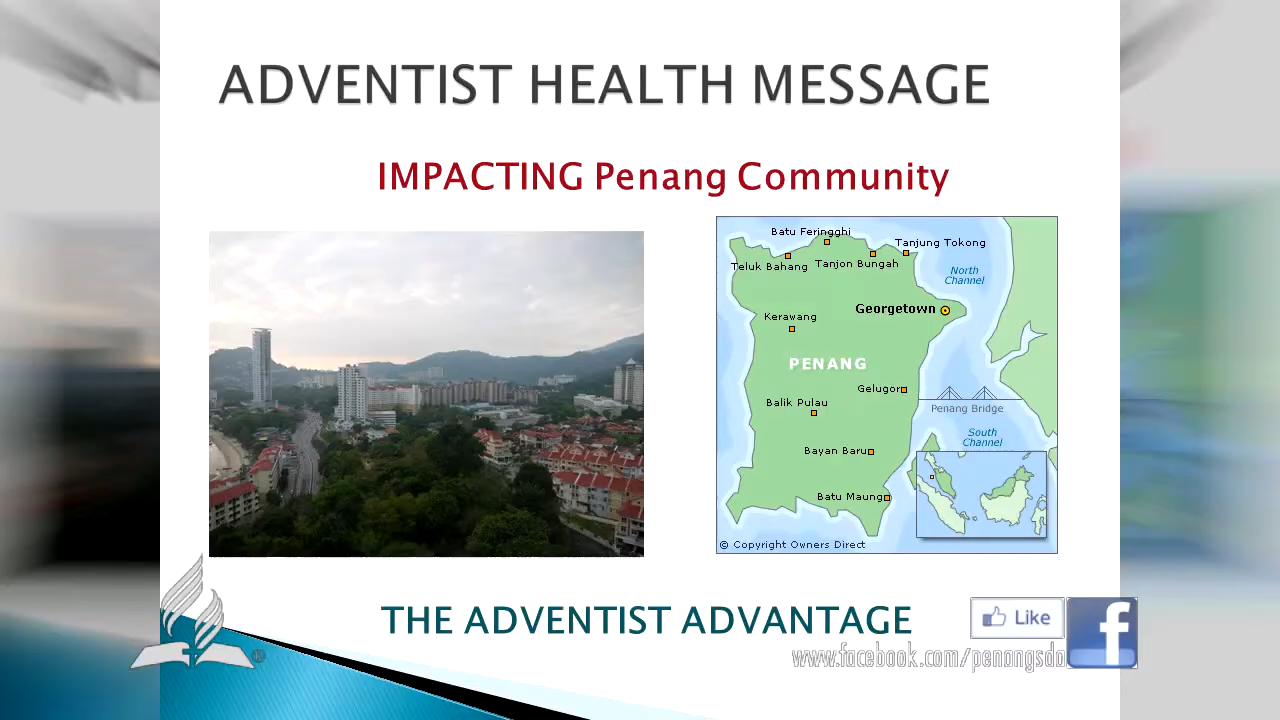 ADVENTIST HEALTH MESSAGE
IMPACTING Penang Community
Batu Feringghi
Tanjung Tokong
Teluk Bahang
Tanjon Bungah
North
Channel
Georgetown
Kerawang
PENANG
Gelugor
Balik Pulau
Penang Bridge
South
Channel
Bayan Baru
Batu Maung
© Copyright Owners Direct
THE ADVENTIST ADVANTAGE
Like
f
www.facebook.com/penangsda
®